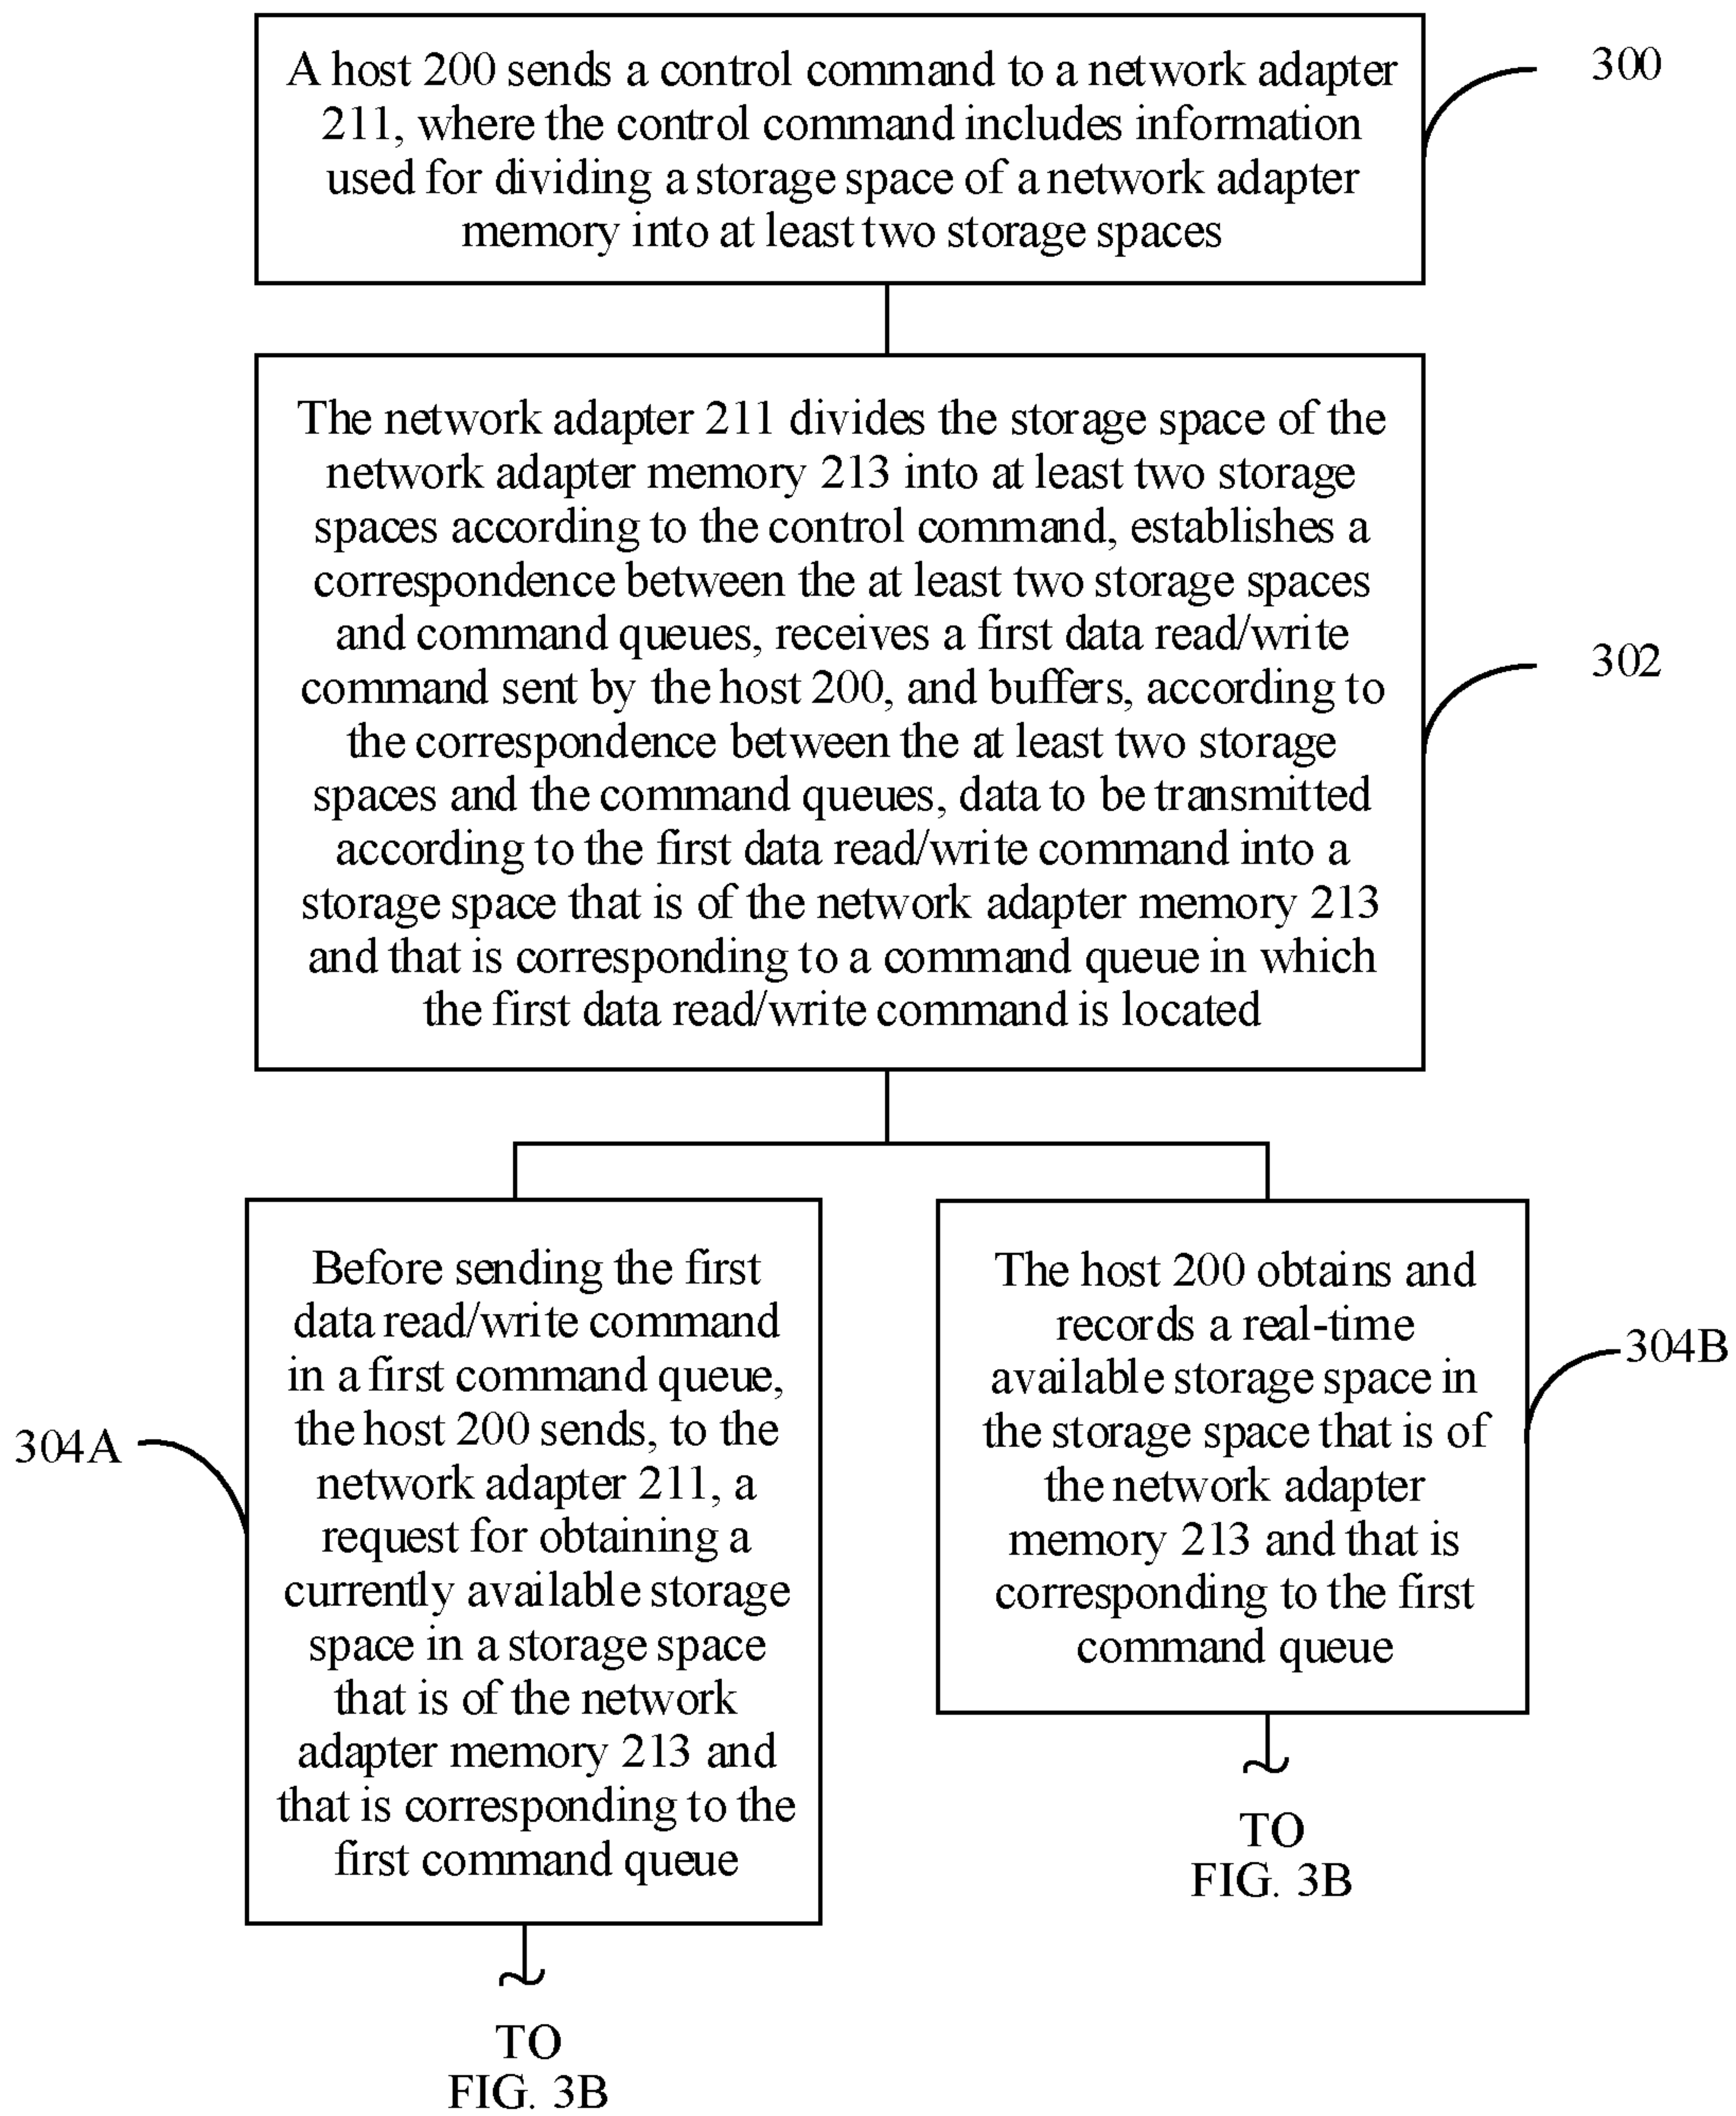 A host 200 sends a control command to a network adapter
211, where the control command includes information
used for dividing a storage space of a network adapter
memory into at least two storage spaces
300
The network adapter 211 divides the storage space of the
network adapter memory 213 into at least two storage
spaces according to the control command, establishes a
correspondence between the at least two storage spaces
and command queues, receives a first data read/write
command sent by the host 200, and buffers, according to
the correspondence between the at least two storage
spaces and the command queues, data to be transmitted
according to the first data read/write command into a
storage space that is of the network adapter memory 213
and that is corresponding to a command queue in which
the first data read/write command is located
302
304A
Before sending the first
data read/write command
in a first command queue,
the host 200 sends, to the
network adapter 211, a
request for obtaining a
currently available storage
space in a storage space
that is of the network
adapter memory 213 and
that is corresponding to the
first command queue
TO
FIG. 3B
The host 200 obtains and
records a real-time
available storage space in
the storage space that is of
the network adapter
memory 213 and that is
corresponding to the first
command queue
304B
TO
FIG. 3B